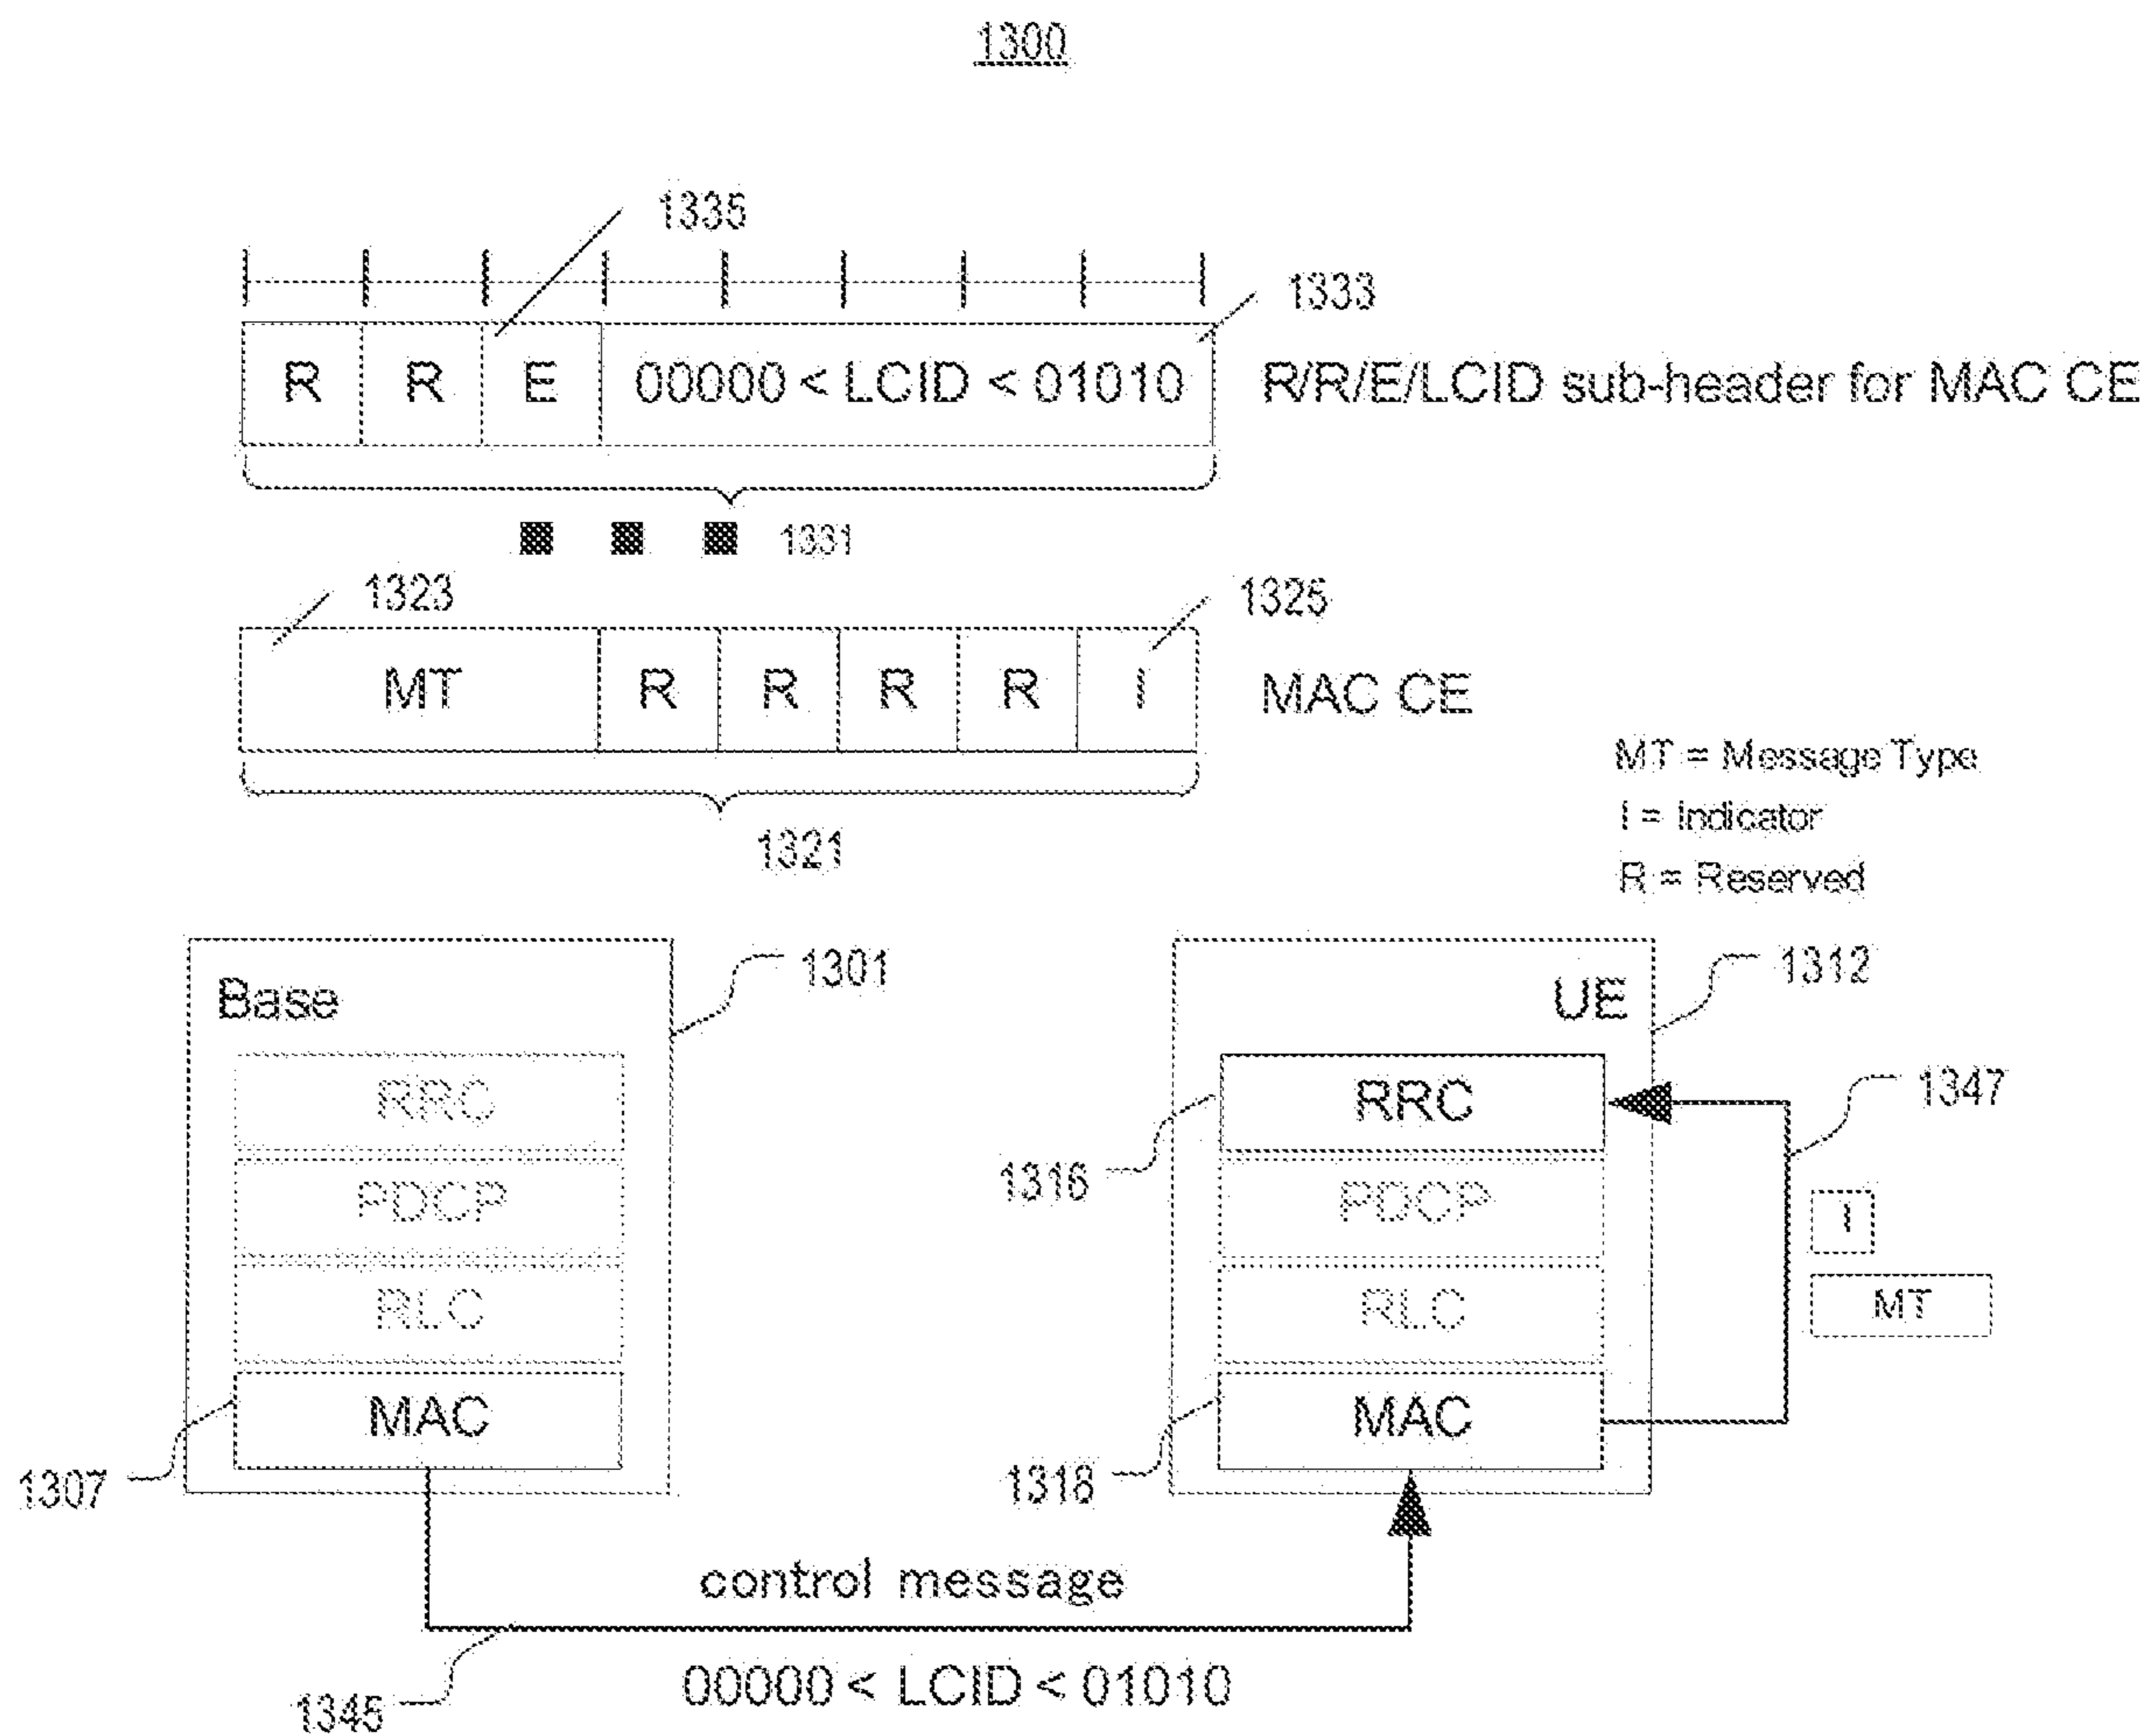 1300
1335
1333
R R E 00000 < LCID < 01010 R/R/E/LCID sub-header for MAC CE
1331
1323 1325
MT R R R R I MAC CE
MT = Message Type
I = Indicator
R = Reserved
1321
Base
1301
UE
1312
RRC
RRC
1347
PDCP
1316
PDCP
I
RLC
RLC
MT
MAC
MAC
1307
1318
control message
00000 < LCID < 01010
1345